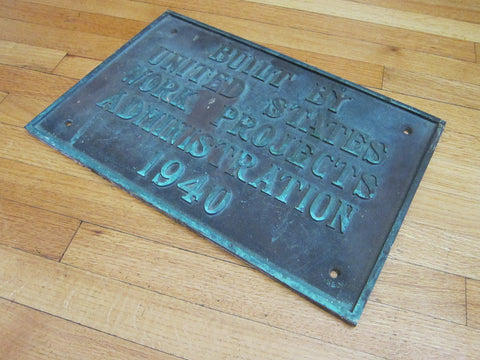 BUILT BY
UNITED STATES
WORK PROJECTS
ADMINISTRATION
1940